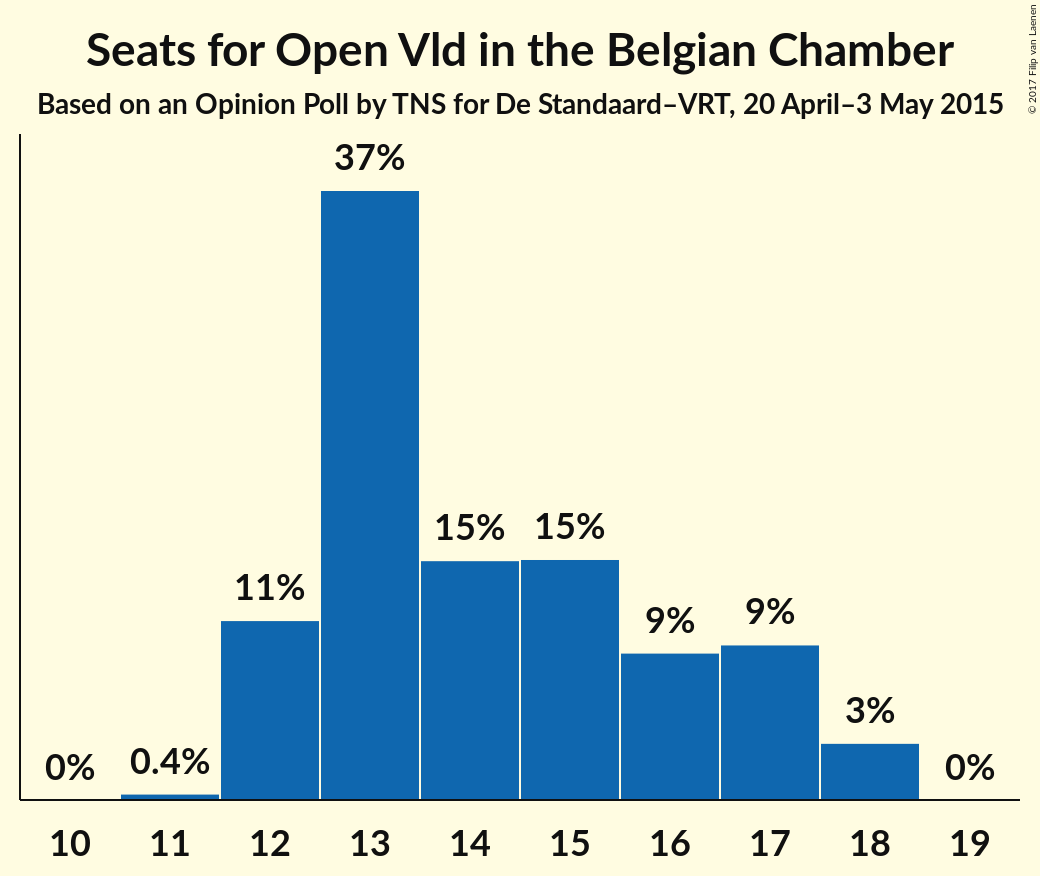 Seats for Open Vld in the Belgian Chamber
Based on an Opinion Poll by TNS for De Standaard–VRT, 20 April–3 May 2015
© 2017 Filip van Laenen
0%
0.4%
11%
37%
15%
15%
9%
9%
3%
0%
10 11 12 13 14 15 16 17 18 19